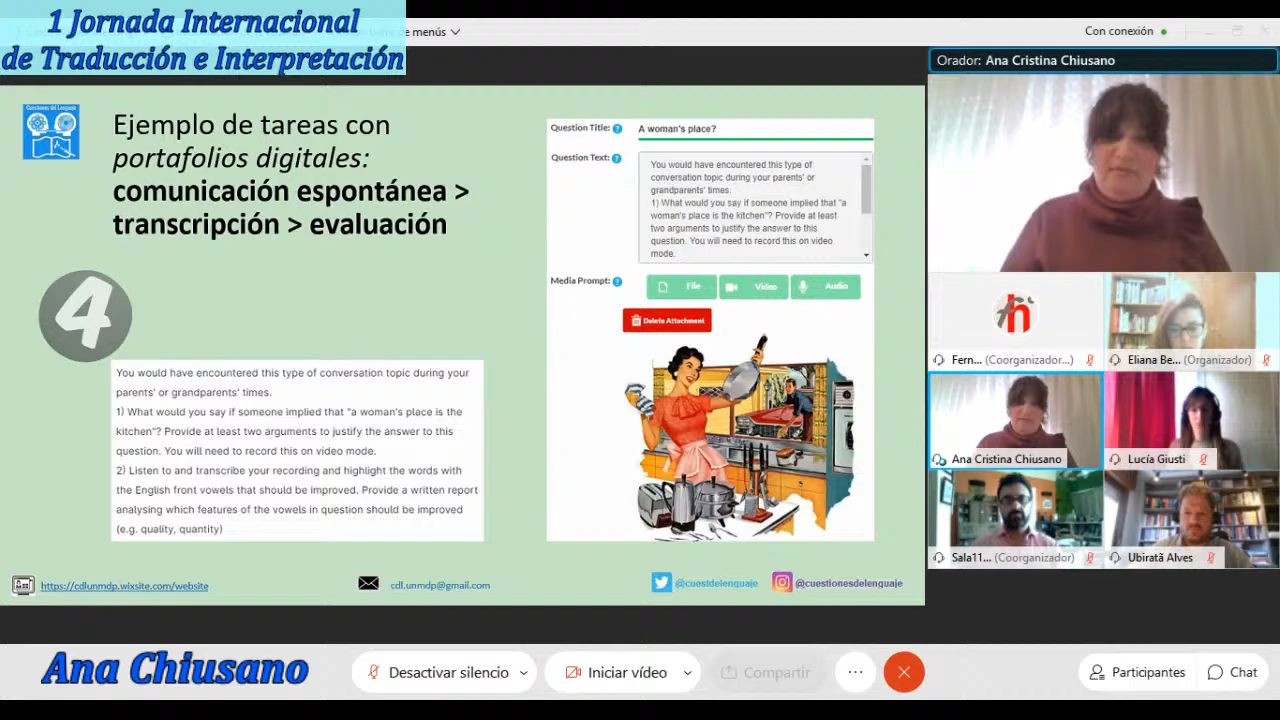 1 Jornada Internacional
de Traducción e Interpretación
de menús
Con conexión
Orador: Ana Cristina Chiusano
Cuestiones del Lenguaje
Ejemplo de tareas con
portafolios digitales:
comunicación espontánea >
transcripción > evaluación
4
You would have encountered this type of conversation topic during your
parents' or grandparents' times.
1) What would you say if someone implied that "a woman's place is the
kitchen"? Provide at least two arguments to justify the answer to this
question. You will need to record this on video mode.
2) Listen to and transcribe your recording and highlight the words with
the English front vowels that should be improved. Provide a written report
analysing which features of the vowels in question should be improved
(e.g. quality, quantity)
Question Title: ? A woman's place?
Question Text: ?
You would have encountered this type of
conversation topic during your parents' or
grandparents' times.
1) What would you say if someone implied that "a
woman's place is the kitchen"? Provide at least
two arguments to justify the answer to this
question. You will need to record this on video
mode.
Media Prompt: ?
File Video Audio
Delete Attachment
https://cdlunmdp.wixsite.com/website
cdl.unmdp@gmail.com
@cuestdelenguaje
@cuestionesdelenguaje
h
Fern... (Coorganizador...)
Eliana Be... (Organizador)
Ana Cristina Chiusano
Lucía Giusti
Sala11... (Coorganizador)
Ubiratã Alves
Ana Chiusano
Desactivar silencio
Iniciar vídeo
Compartir
...
Participantes
Chat